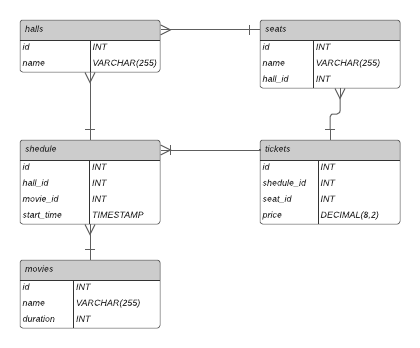 halls
id INT
name VARCHAR(255)
seats
id INT
name VARCHAR(255)
hall_id INT
shedule
id INT
hall_id INT
movie_id INT
start_time TIMESTAMP
tickets
id INT
shedule_id INT
seat_id INT
price DECIMAL(8,2)
movies
id INT
name VARCHAR(255)
duration INT